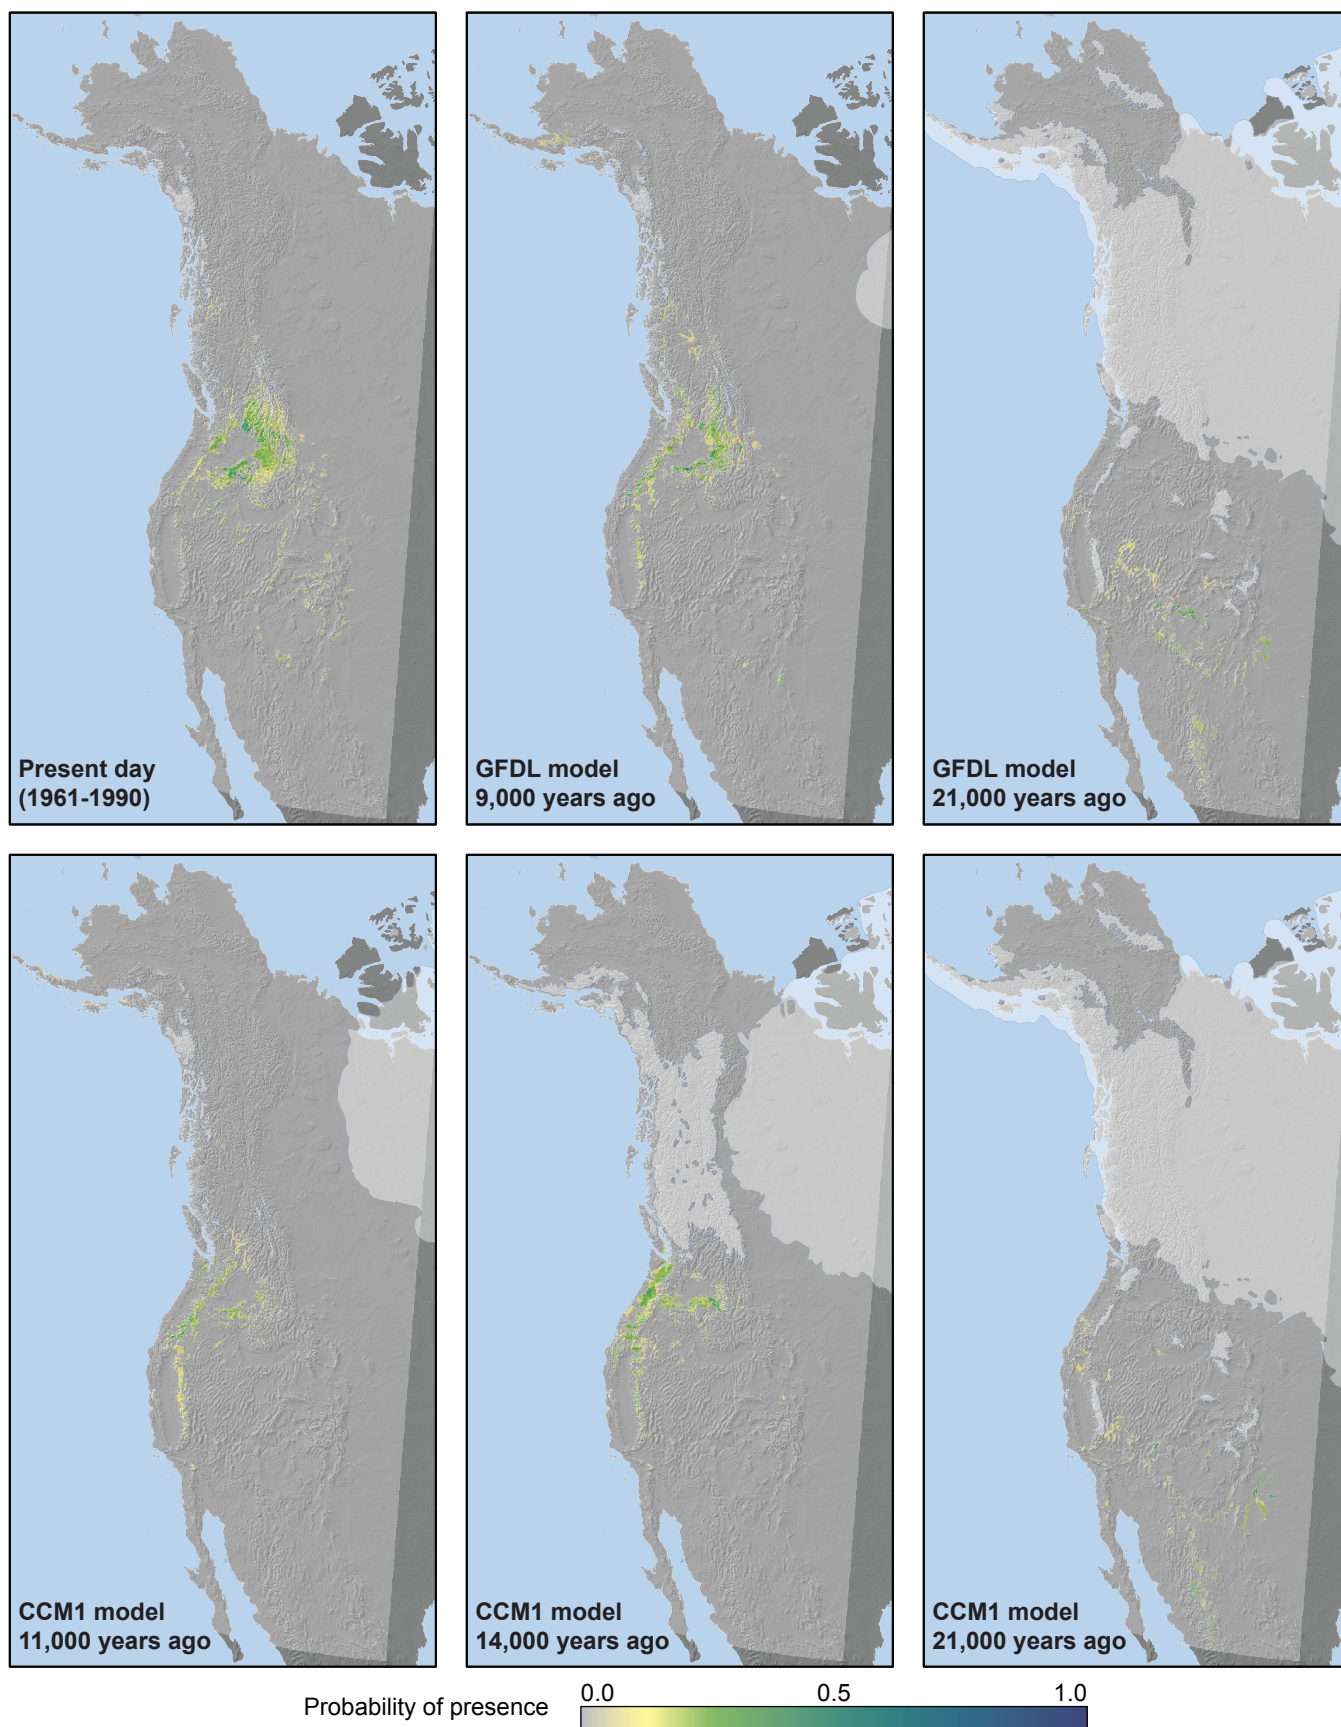 Present day
(1961-1990)
GFDL model
9,000 years ago
GFDL model
21,000 years ago
CCM1 model
11,000 years ago
CCM1 model
14,000 years ago
CCM1 model
21,000 years ago
Probability of presence
0.0 0.5 1.0